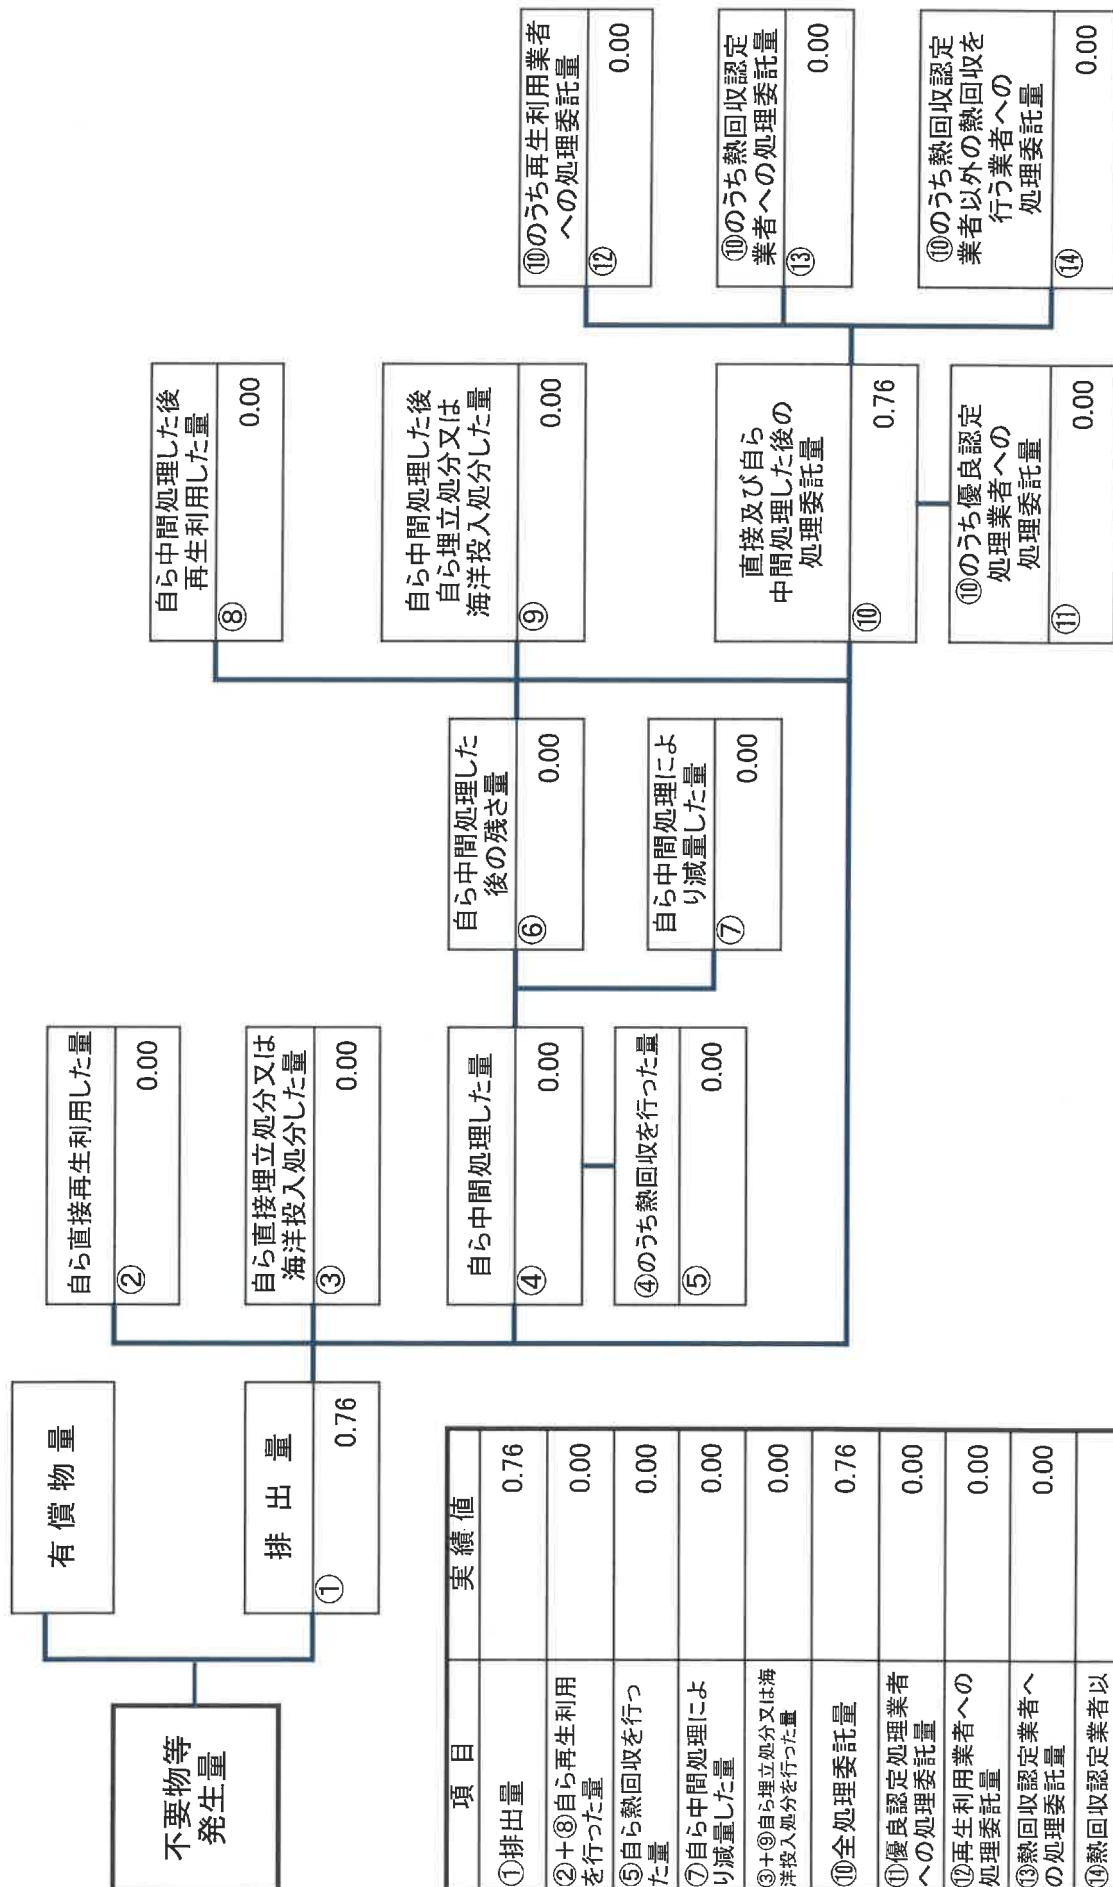 不要物等
発生量
有 償 物 量
排 出 量
①
0.76
自ら直接再生利用した量
②
0.00
自ら直接埋立処分又は
海洋投入処分した量
③
0.00
自ら中間処理した量
④
0.00
④のうち熱回収を行った量
⑤
0.00
自ら中間処理した
後の残さ量
⑥
0.00
自ら中間処理によ
り減量した量
⑦
0.00
自ら中間処理した後
再生利用した量
⑧
0.00
自ら中間処理した後
自ら埋立処分又は
海洋投入処分した量
⑨
0.00
直接及び自ら
中間処理した後の
処理委託量
⑩
0.76
⑩のうち優良認定
処理業者への
処理委託量
⑪
0.00
⑩のうち再生利用業者
への処理委託量
⑫
0.00
⑩のうち熱回収認定
業者への処理委託量
⑬
0.00
⑩のうち熱回収認定
業者以外の熱回収を
行う業者への
処理委託量
⑭
0.00
項 目
実 績 値
①排出量
0.76
②+⑧自ら再生利用
を行った量
0.00
⑤自ら熱回収を行っ
た量
0.00
⑦自ら中間処理によ
り減量した量
0.00
③+⑨自ら埋立処分又は海
洋投入処分を行った量
0.00
⑩全処理委託量
0.76
⑪優良認定処理業者
への処理委託量
0.00
⑫再生利用業者への
処理委託量
0.00
⑬熱回収認定業者へ
の処理委託量
0.00
⑭熱回収認定業者以